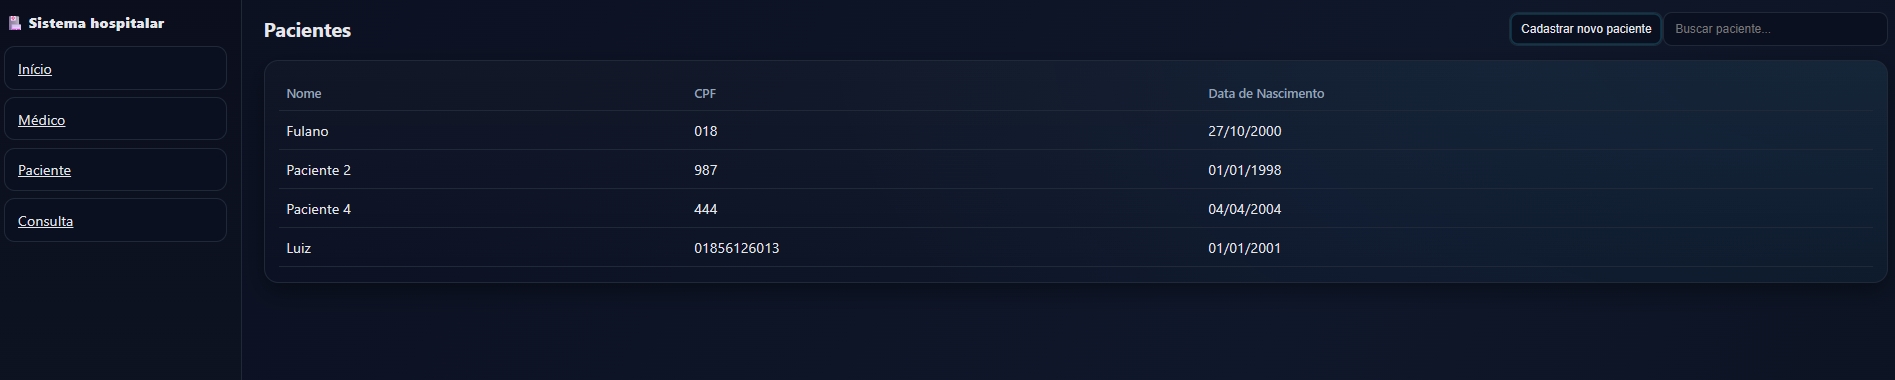 Sistema hospitalar
Início
Médico
Paciente
Consulta
Pacientes
Cadastrar novo paciente
Buscar paciente...
Nome CPF Data de Nascimento
Fulano 018 27/10/2000
Paciente 2 987 01/01/1998
Paciente 4 444 04/04/2004
Luiz 01856126013 01/01/2001